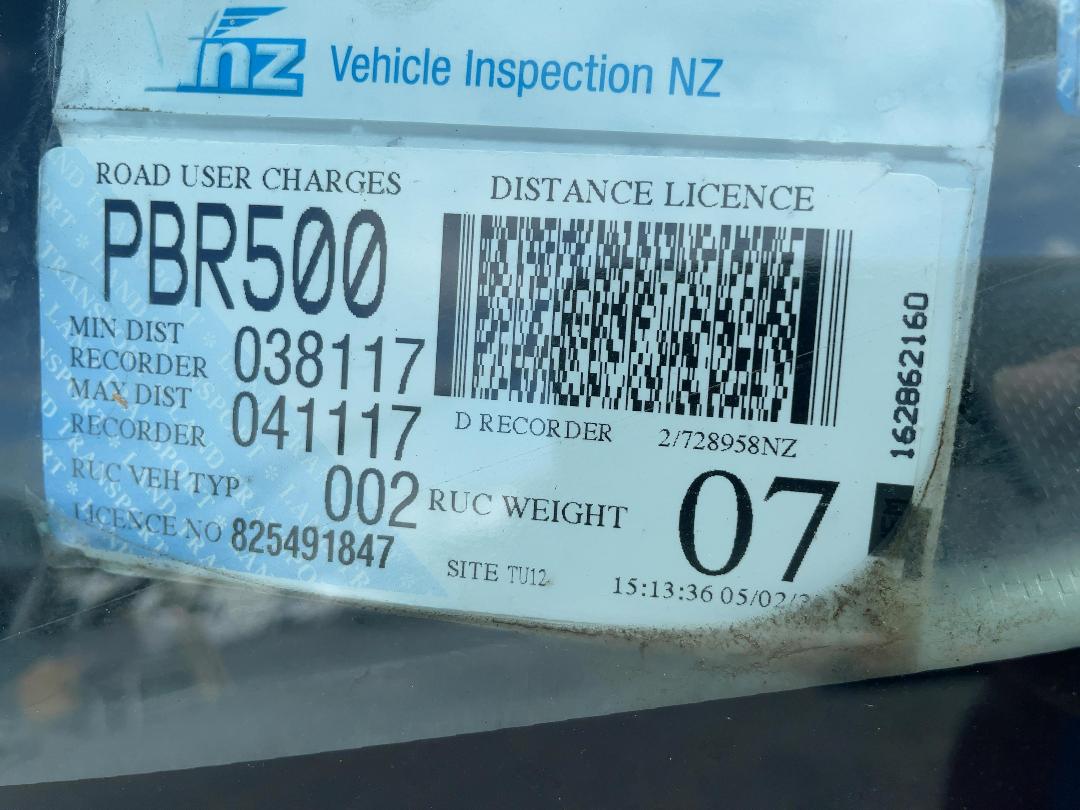 nz Vehicle Inspection NZ
ROAD USER CHARGES
PBR500
MIN DIST
RECORDER 038117
MAX DIST
RECORDER 041117
RUC VEH TYP 002
LICENCE NO 825491847
DISTANCE LICENCE
D RECORDER 2/728958NZ
RUC WEIGHT 07
SITE TU12
15:13:36 05/02/
1628621​60